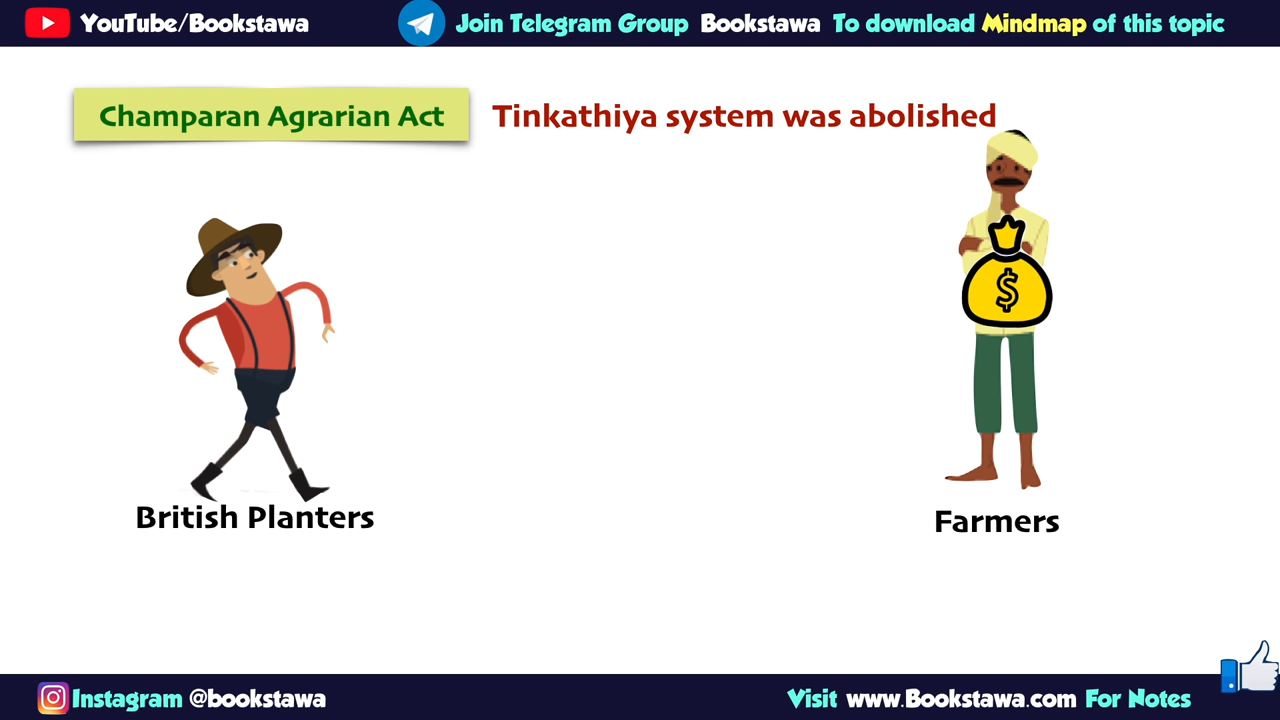 YouTube/Bookstawa
Join Telegram Group Bookstawa To download Mindmap of this topic
Champaran Agrarian Act
Tinkathiya system was abolished
$
British Planters
Farmers
Instagram @bookstawa
Visit www.Bookstawa.com For Notes